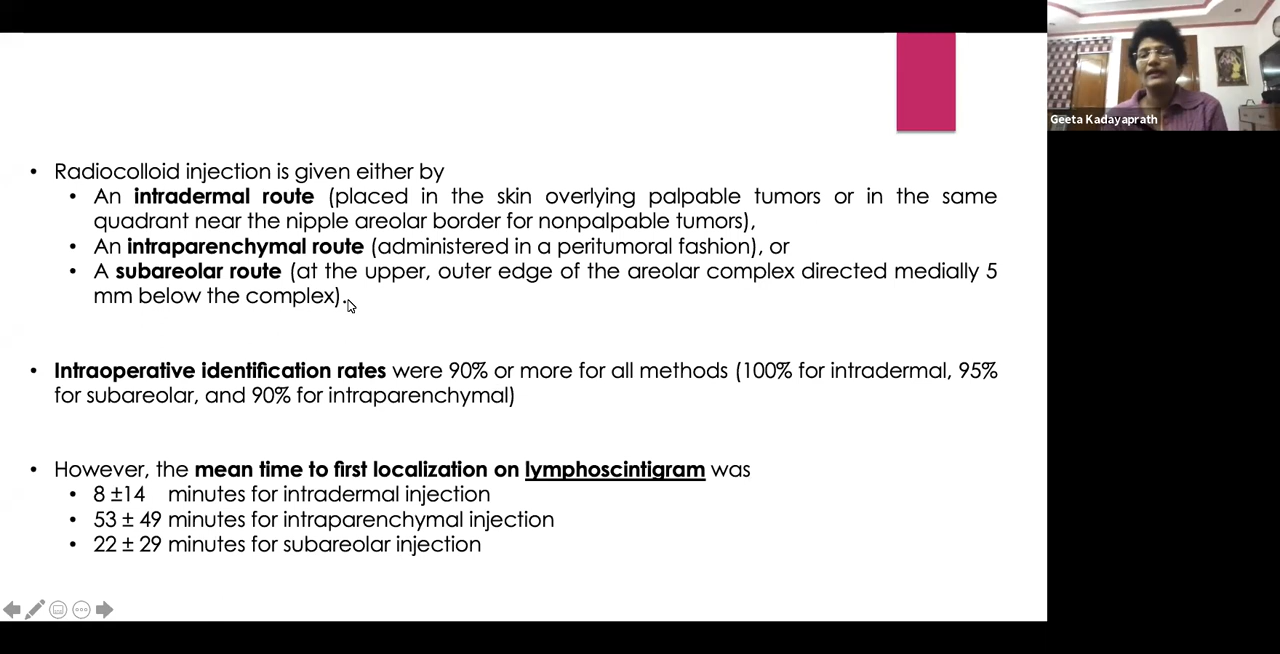 Geeta Kadayaprath
• Radiocolloid injection is given either by
• An intradermal route (placed in the skin overlying palpable tumors or in the same
quadrant near the nipple areolar border for nonpalpable tumors),
• An intraparenchymal route (administered in a peritumoral fashion), or
• A subareolar route (at the upper, outer edge of the areolar complex directed medially 5
mm below the complex).
• Intraoperative identification rates were 90% or more for all methods (100% for intradermal, 95%
for subareolar, and 90% for intraparenchymal)
• However, the mean time to first localization on lymphoscintigram was
• 8 ±14 minutes for intradermal injection
• 53 ± 49 minutes for intraparenchymal injection
• 22 ± 29 minutes for subareolar injection